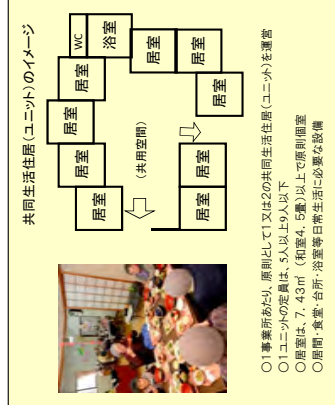 共同生活住居(ユニット)のイメージ
居室
居室
居室
居室
WC
浴室
(共用空間)
居室
居室
居室
居室
居室
○1事業所あたり、原則として1又は2の共同生活住居(ユニット)を運営
○1ユニットの定員は、5人以上9人以下
○居室は、7.43㎡ (和室4.5畳)以上で原則個室
○居間・食堂・台所・浴室等日常生活に必要な設備